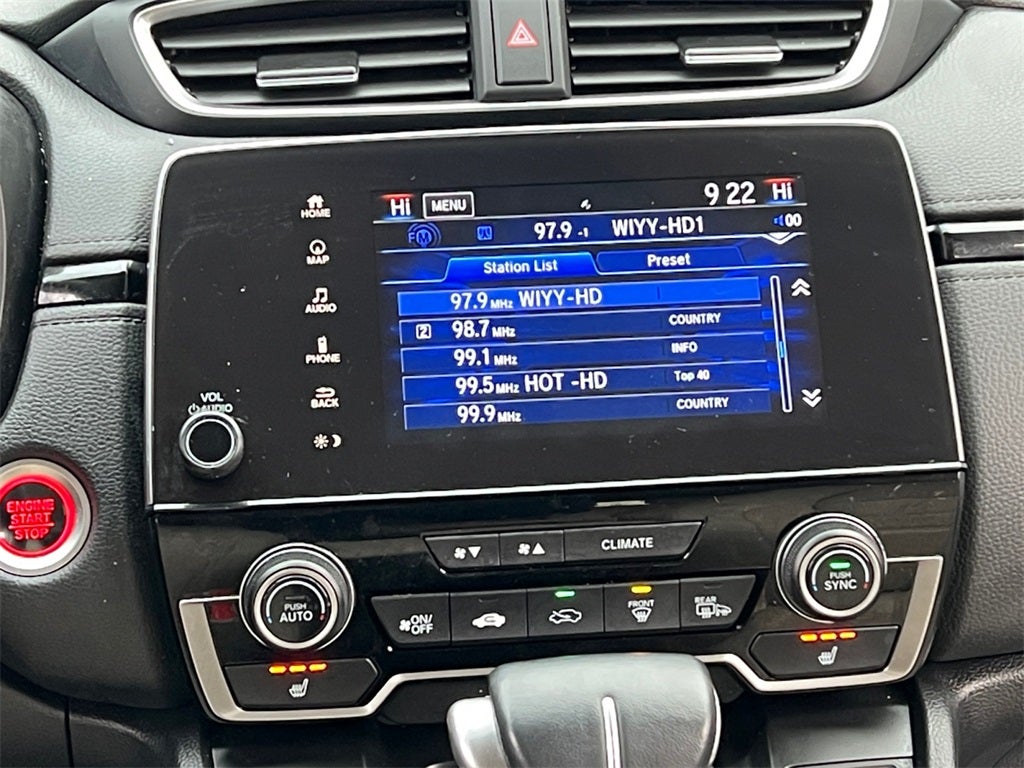 Hi MENU 9 22 Hi
97.9 -1 WIYY-HD1 00
Station List Preset
97.9 MHz WIYY-HD
2 98.7 MHz COUNTRY
99.1 MHz INFO
99.5 MHz HOT -HD Top 40
99.9 MHz COUNTRY
HOME
MAP
AUDIO
PHONE
BACK
VOL
AUDIO
ENGINE
START
STOP
CLIMATE
PUSH
AUTO
ON/
OFF
FRONT
REAR
PUSH
SYNC